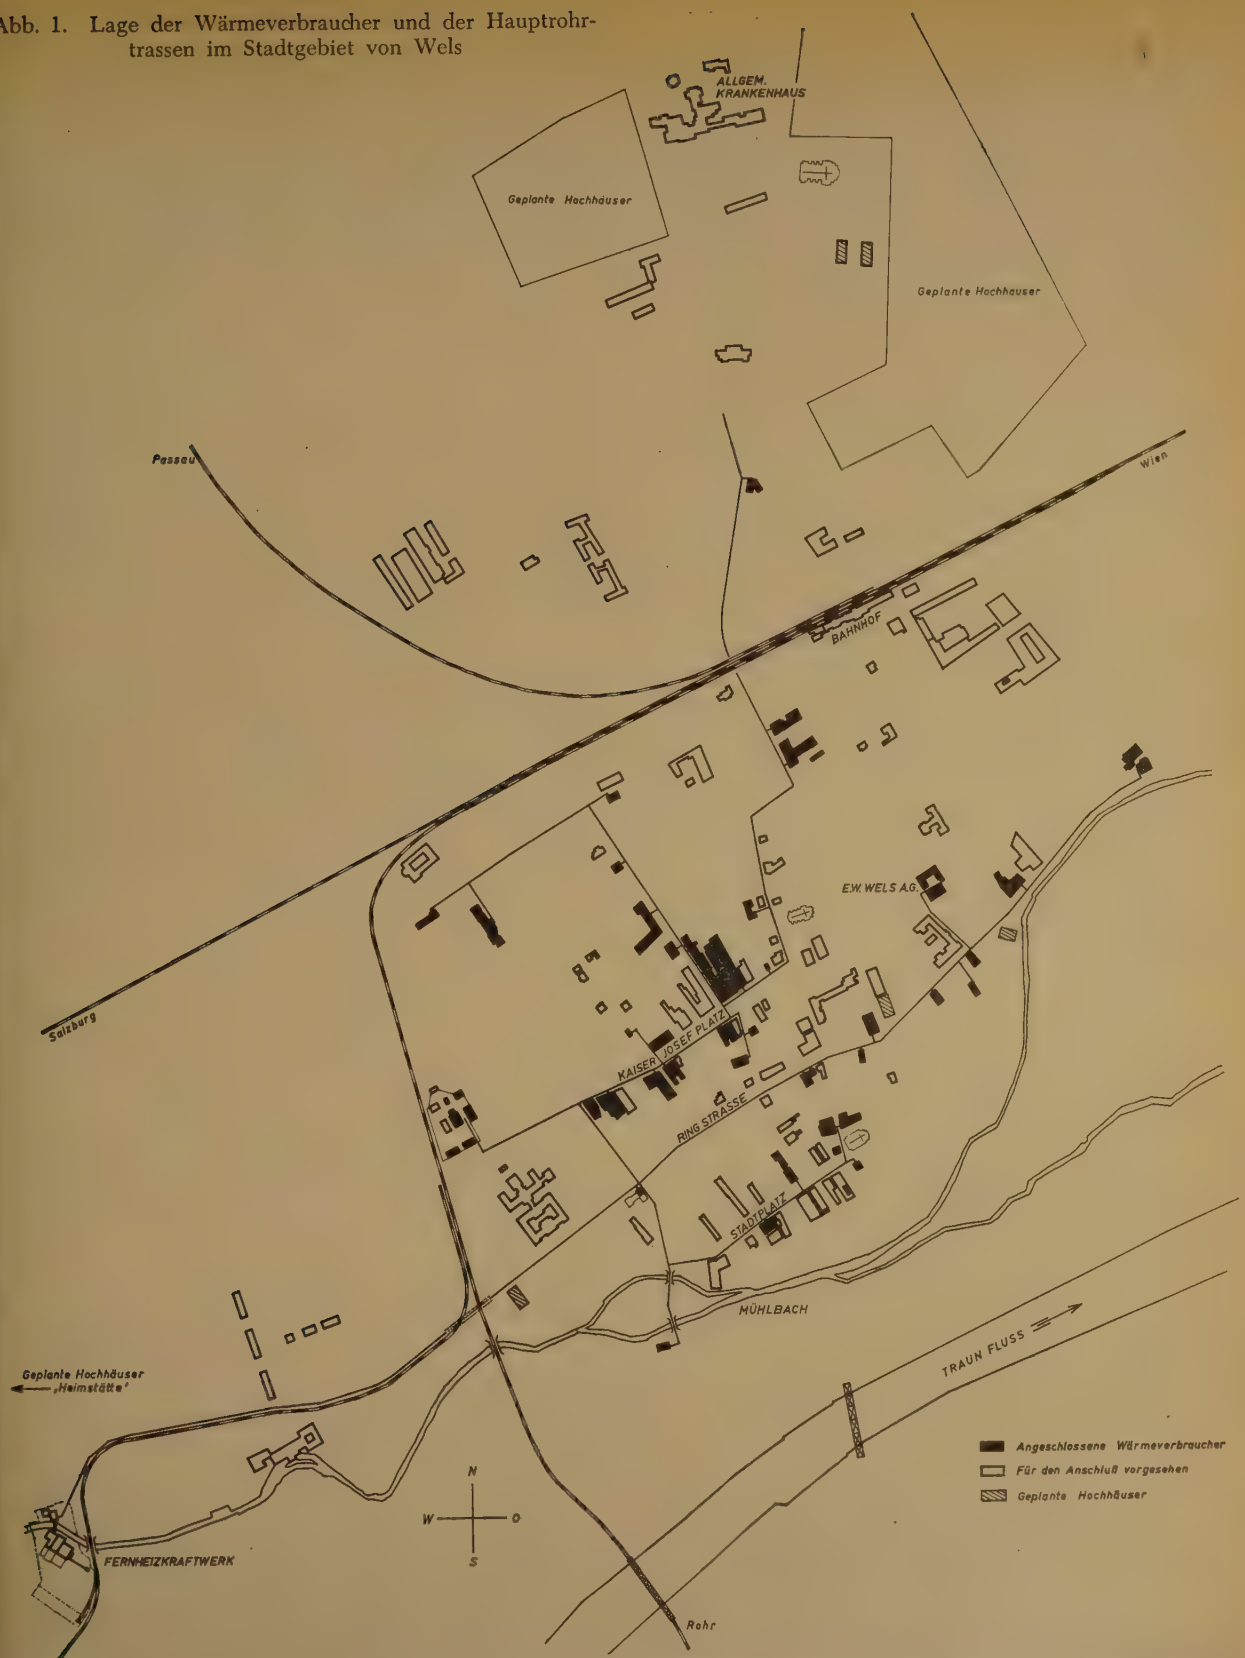 Abb. 1. Lage der Wärmeverbraucher und der Hauptrohr-
trassen im Stadtgebiet von Wels
ALLGEM.
KRANKENHAUS
Geplante Hochhäuser
Geplante Hochhäuser
Passau
Wien
BAHNHOF
E.W. WELS A.G.
Salzburg
KAISER JOSEF PLATZ
RING STRASSE
STADTPLATZ
MÜHLBACH
TRAUN FLUSS
Geplante Hochhäuser
„Heimstätte"
Angeschlossene Wärmeverbraucher
Für den Anschluß vorgesehen
Geplante Hochhäuser
N
W O
S
FERNHEIZKRAFTWERK
Rohr